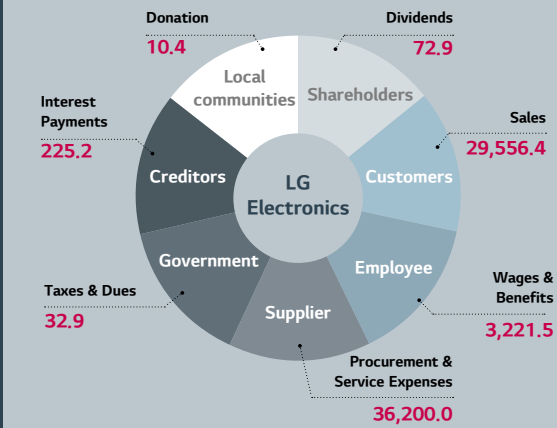 Donation
10.4
Dividends
72.9
Local
communities
Shareholders
Interest
Payments
225.2
Sales
29,556.4
Creditors
Customers
LG
Electronics
Government
Employee
Taxes & Dues
32.9
Supplier
Wages &
Benefits
3,221.5
Procurement &
Service Expenses
36,200.0